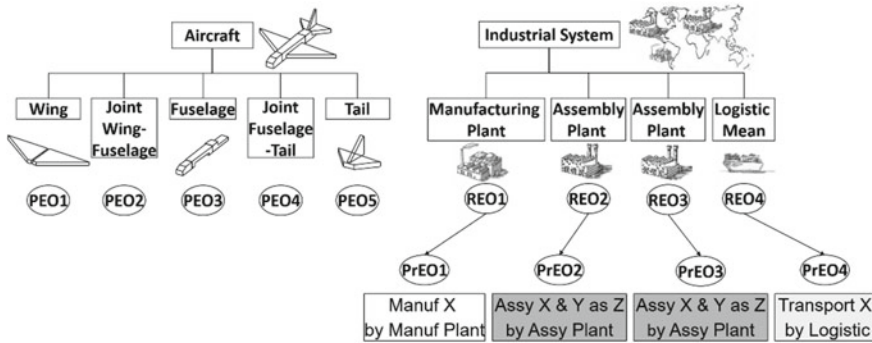 Aircraft
Wing
Joint
Wing-
Fuselage
Fuselage
Joint
Fuselage
-Tail
Tail
PEO1
PEO2
PEO3
PEO4
PEO5
Industrial System
Manufacturing
Plant
Assembly
Plant
Assembly
Plant
Logistic
Mean
REO1
REO2
REO3
REO4
PrEO1
PrEO2
PrEO3
PrEO4
Manuf X
by Manuf Plant
Assy X & Y as Z
by Assy Plant
Assy X & Y as Z
by Assy Plant
Transport X
by Logistic